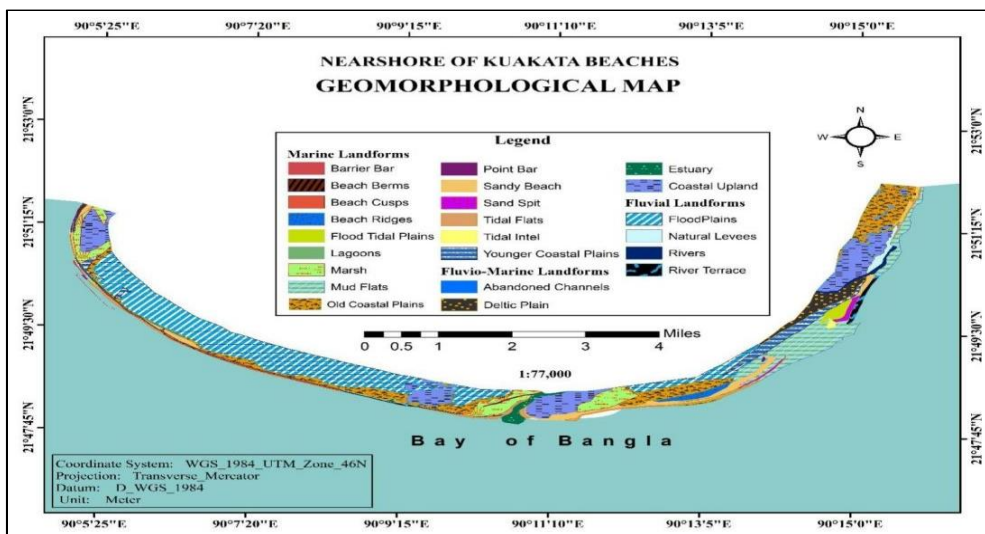 90°5'25"E 90°7'20"E 90°9'15"E 90°11'10"E 90°13'5"E 90°15'0"E
NEARSHORE OF KUAKATA BEACHES
GEOMORPHOLOGICAL MAP
21°53'0"N
21°51'15"N
21°49'30"N
21°47'45"N
N
W E
S
Legend
Marine Landforms
Barrier Bar
Beach Berms
Beach Cusps
Beach Ridges
Flood Tidal Plains
Lagoons
Marsh
Mud Flats
Old Coastal Plains
Point Bar
Sandy Beach
Sand Spit
Tidal Flats
Tidal Intel
Younger Coastal Plains
Fluvio-Marine Landforms
Abandoned Channels
Deltic Plain
Estuary
Coastal Upland
Fluvial Landforms
FloodPlains
Natural Levees
Rivers
River Terrace
Miles
0 0.5 1 2 3 4
1:77,000
Bay of Bangla
Coordinate System: WGS_1984_UTM_Zone_46N
Projection: Transverse_Mercator
Datum: D_WGS_1984
Unit: Meter
21°53'0"N
21°51'15"N
21°49'30"N
21°47'45"N
90°5'25"E 90°7'20"E 90°9'15"E 90°11'10"E 90°13'5"E 90°15'0"E